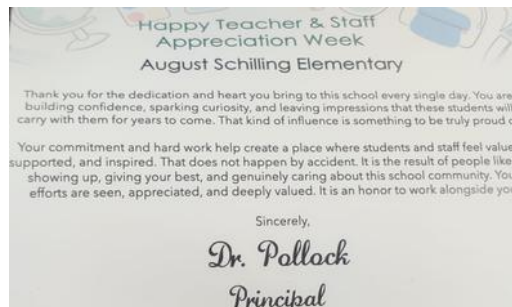 Happy Teacher & Staff
Appreciation Week
August Schilling Elementary
Thank you for the dedication and heart you bring to this school every single day. You are
building confidence, sparking curiosity, and leaving impressions that these students will
carry with them for years to come. That kind of influence is something to be truly proud
Your commitment and hard work help create a place where students and staff feel value
supported, and inspired. That does not happen by accident. It is the result of people like
showing up, giving your best, and genuinely caring about this school community. You
efforts are seen, appreciated, and deeply valued. It is an honor to work alongside yo
Sincerely,
Dr. Pollock
Principal